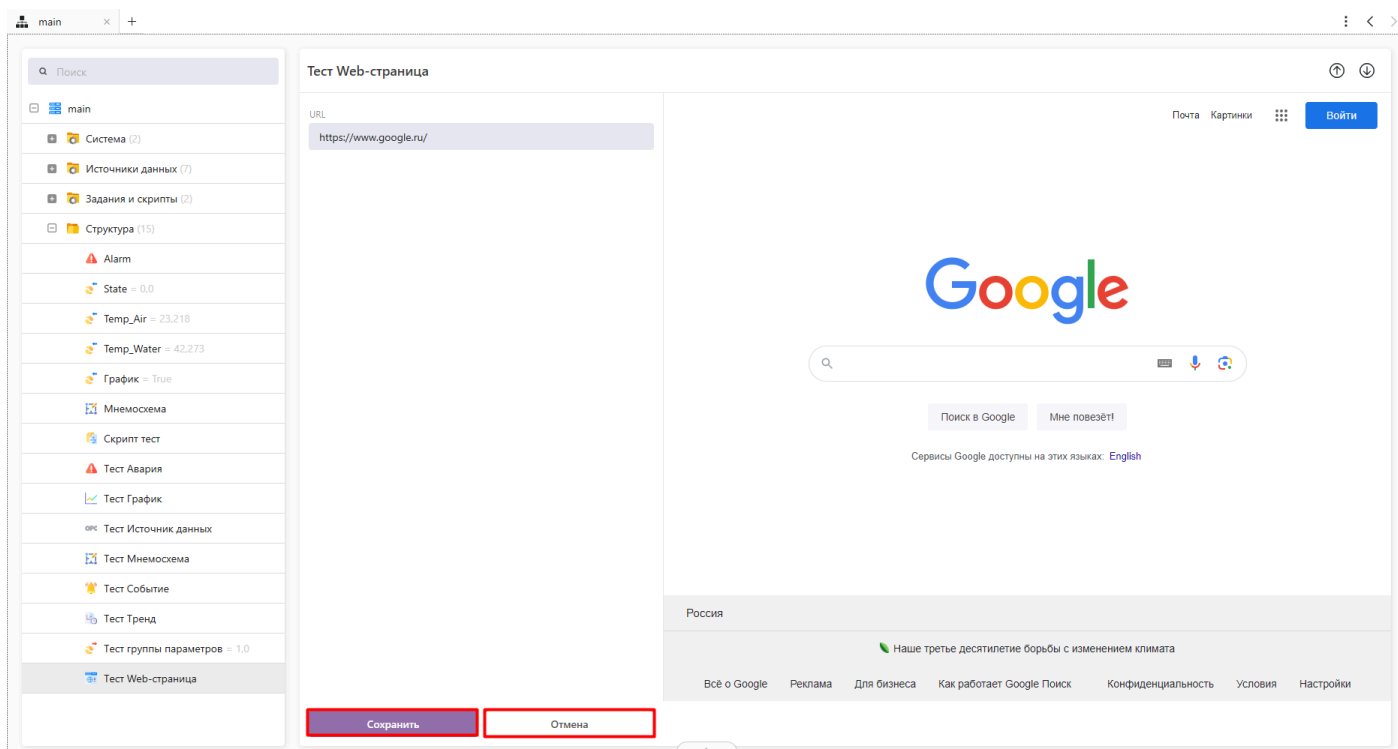 main
Поиск
main
Система (2)
Источники данных (7)
Задания и скрипты (2)
Структура (15)
Alarm
State = 0,0
Temp_Air = 23,218
Temp_Water = 42,273
График = True
Мнемосхема
Скрипт тест
Тест Авария
Тест График
OPC Тест Источник данных
Тест Мнемосхема
Тест Событие
Тест Тренд
Тест группы параметров = 1,0
Тест Web-страница
Тест Web-страница
URL
https://www.google.ru/
Сохранить Отмена
Почта Картинки Войти
Google
Поиск в Google Мне повезёт!
Сервисы Google доступны на этих языках: English
Россия
Наше третье десятилетие борьбы с изменением климата
Всё о Google Реклама Для бизнеса Как работает Google Поиск Конфиденциальность Условия Настройки